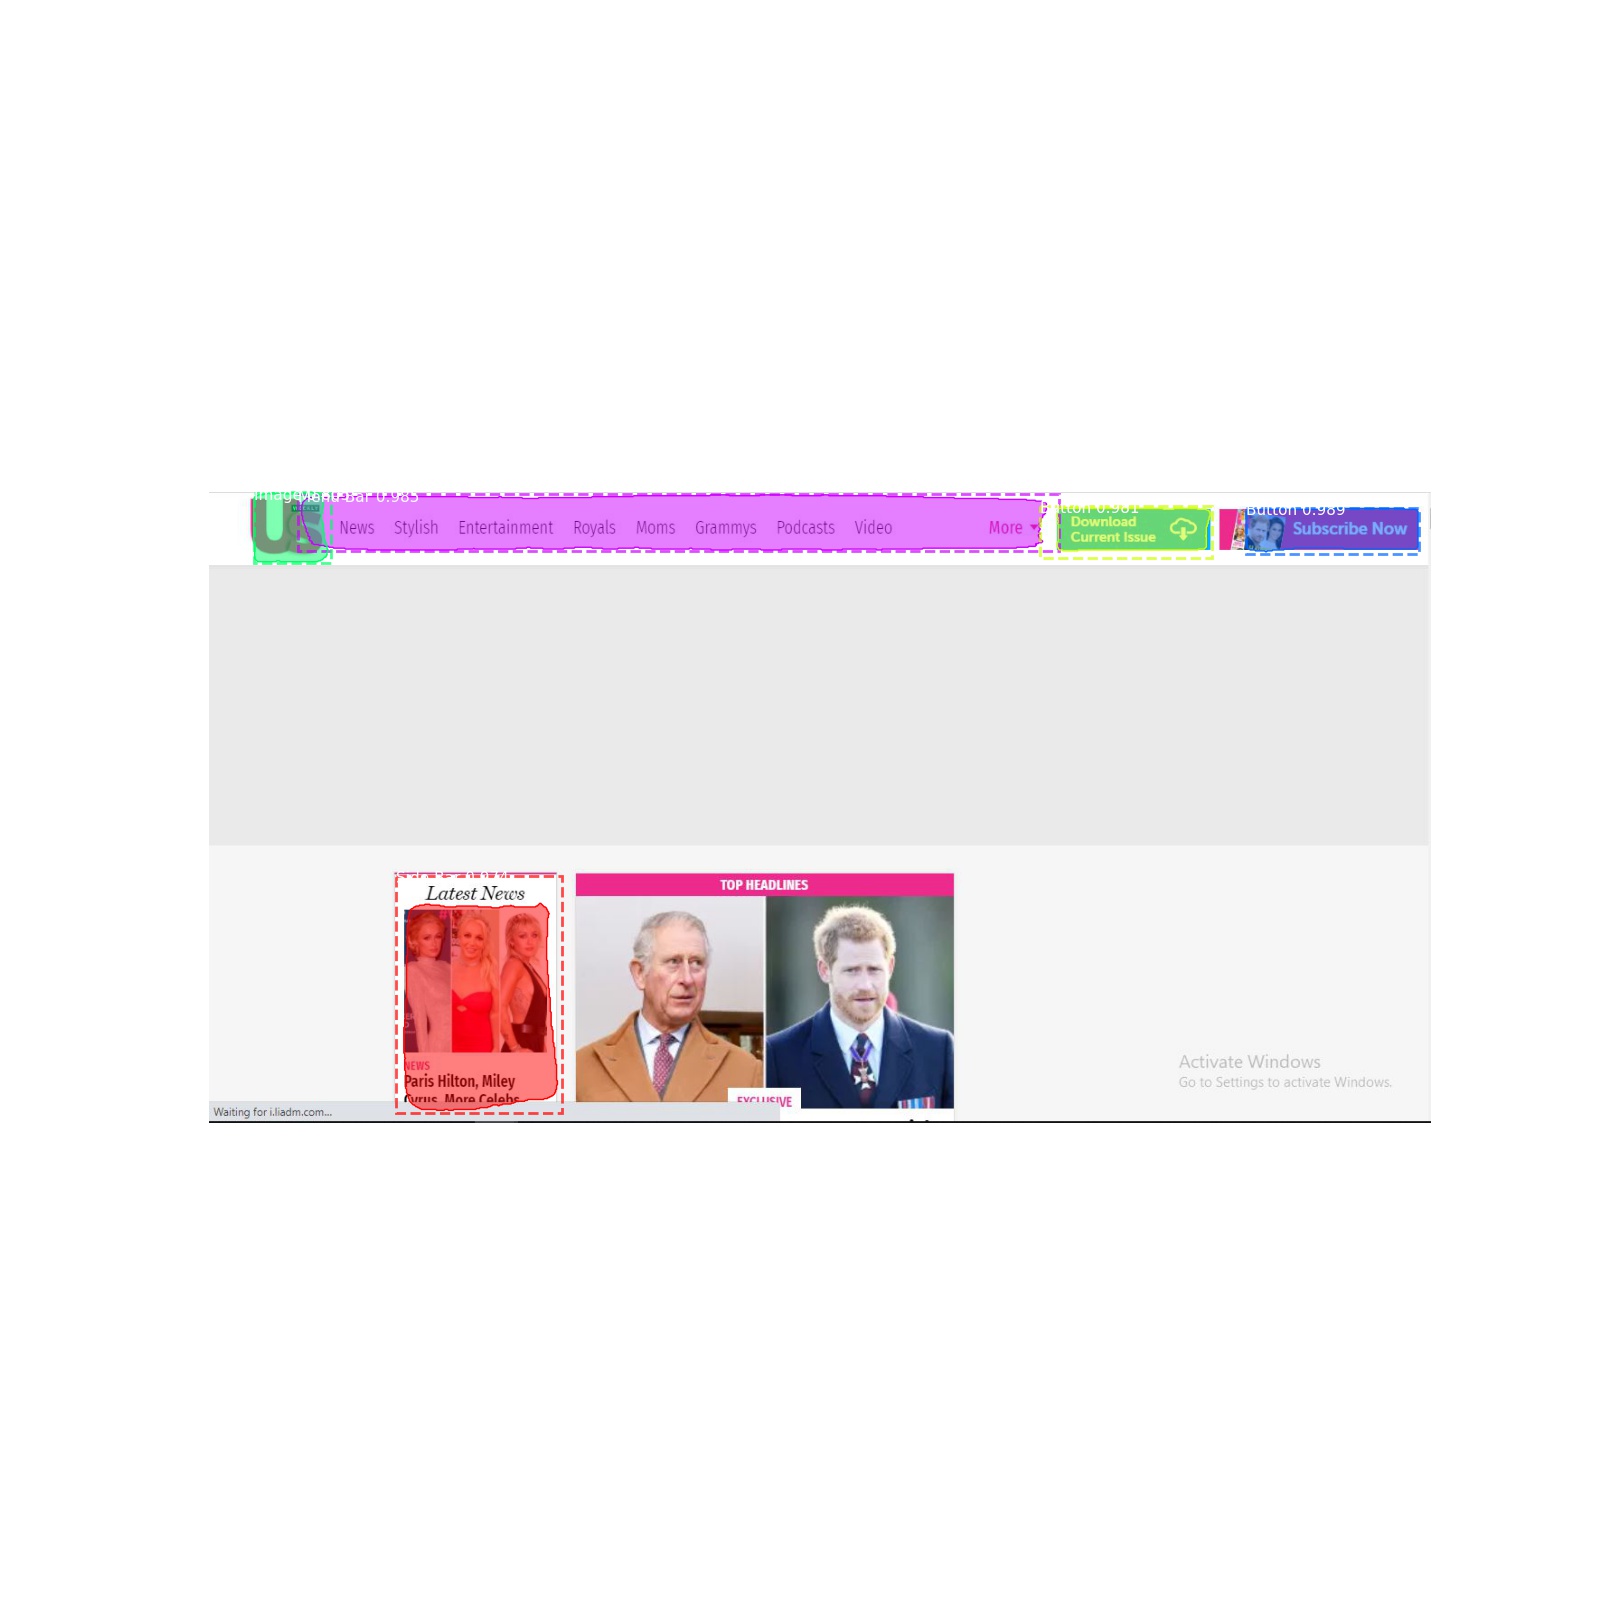 Us
WEEKLY
Menu Bar 0.985
News Stylish Entertainment Royals Moms Grammys Podcasts Video More
Button 0.981
Download
Current Issue
Button 0.989
Subscribe Now
Latest News
NEWS
Paris Hilton, Miley
Cyrus, More Celebs
TOP HEADLINES
EXCLUSIVE
Activate Windows
Go to Settings to activate Windows.
Waiting for i.liadm.com...